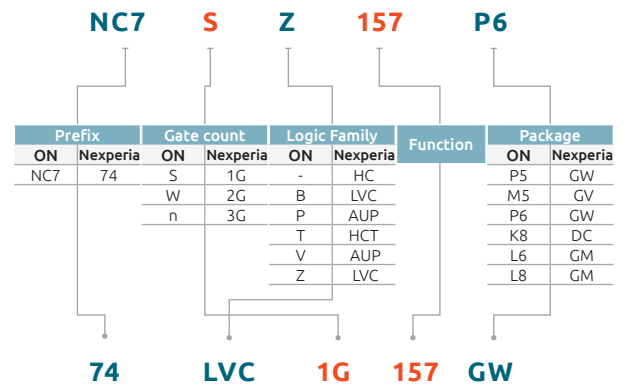 NC7 S Z 157 P6
Prefix Gate count Logic Family Function Package
ON Nexperia ON Nexperia ON Nexperia ON Nexperia
NC7 74 S 1G - HC P5 GW
W 2G B LVC M5 GV
n 3G P AUP P6 GW
T HCT K8 DC
V AUP L6 GM
Z LVC L8 GM
74 LVC 1G 157 GW